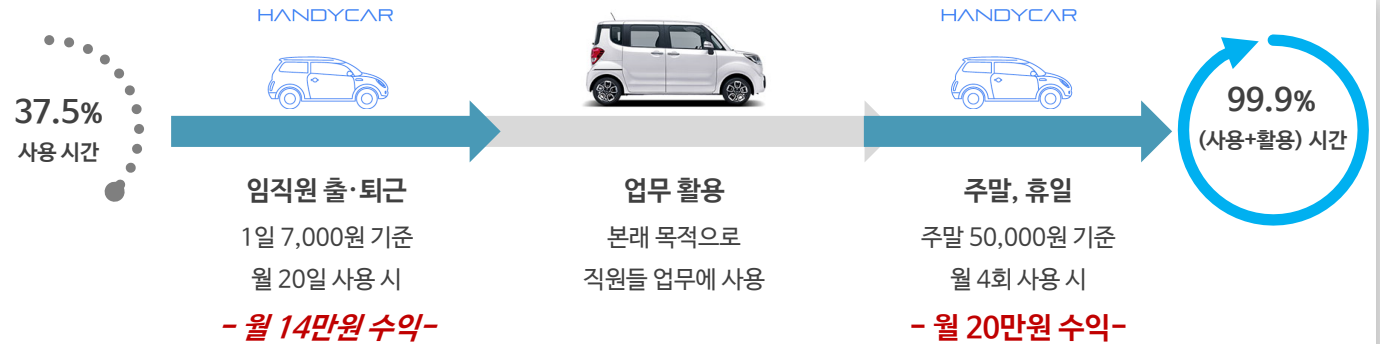 37.5%
사용 시간
HANDYCAR
임직원 출·퇴근
1일 7,000원 기준
월 20일 사용 시
- 월 14만원 수익-
업무 활용
본래 목적으로
직원들 업무에 사용
HANDYCAR
주말, 휴일
주말 50,000원 기준
월 4회 사용 시
- 월 20만원 수익-
99.9%
(사용+활용) 시간